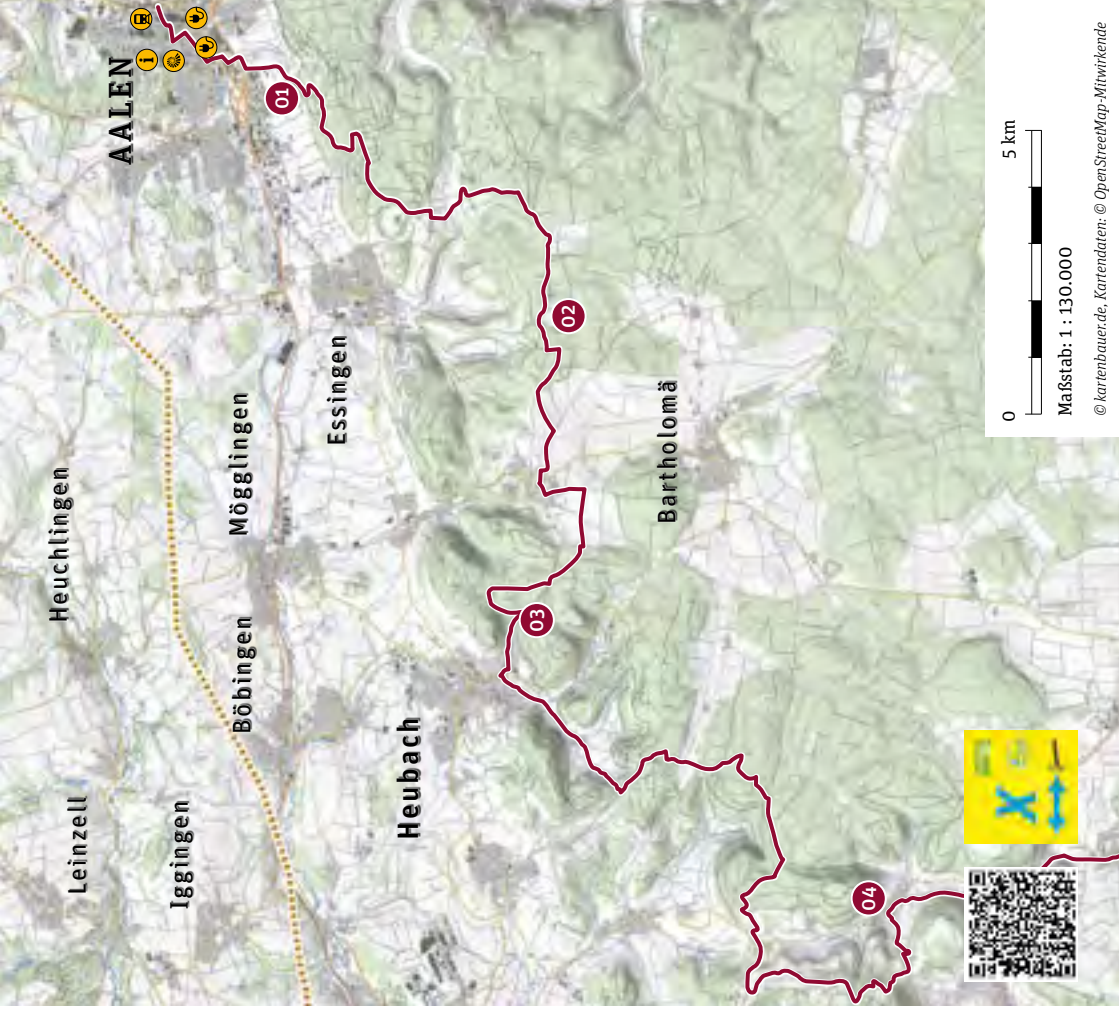 AALEN
01
Heuchlingen
Mögglingen
Essingen
02
Leinzell
Iggingen
Böbingen
Heubach
03
Bartholomä
04
X
0
5 km
Maßstab: 1 : 130.000
© kartenbauer.de, Kartendaten: © OpenStreetMap-Mitwirkende